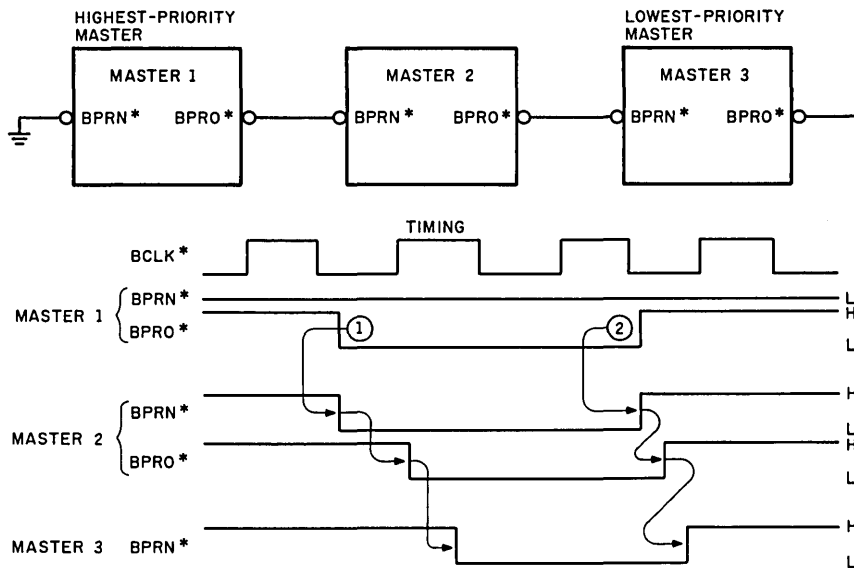 HIGHEST-PRIORITY
MASTER
LOWEST-PRIORITY
MASTER
MASTER 1
MASTER 2
MASTER 3
BPRN* BPRO*
BPRN* BPRO*
BPRN* BPRO*
TIMING
BCLK*
MASTER 1
BPRN*
L
BPRO*
H
1
2
L
MASTER 2
BPRN*
H
L
BPRO*
H
L
MASTER 3 BPRN*
H
L